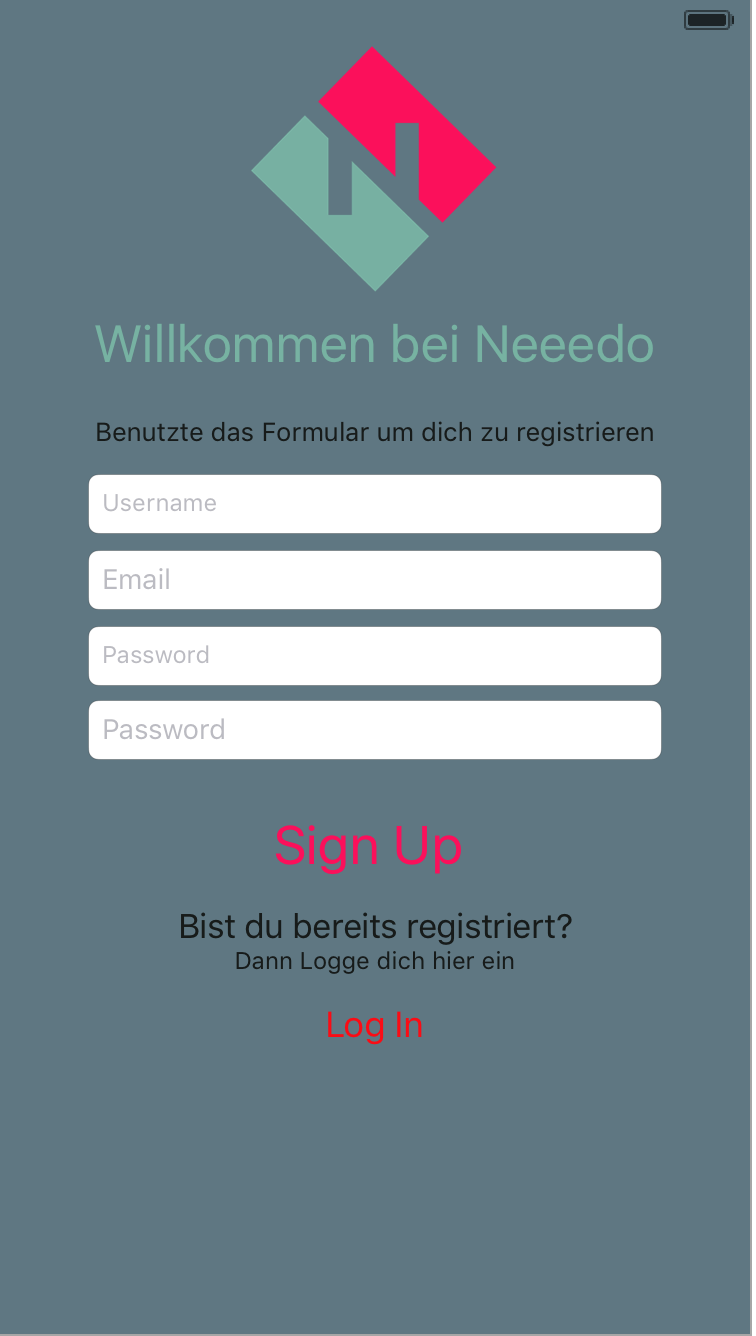 Willkommen bei Neeedo
Benutzte das Formular um dich zu registrieren
Username
Email
Password
Password
Sign Up
Bist du bereits registriert?
Dann Logge dich hier ein
Log In